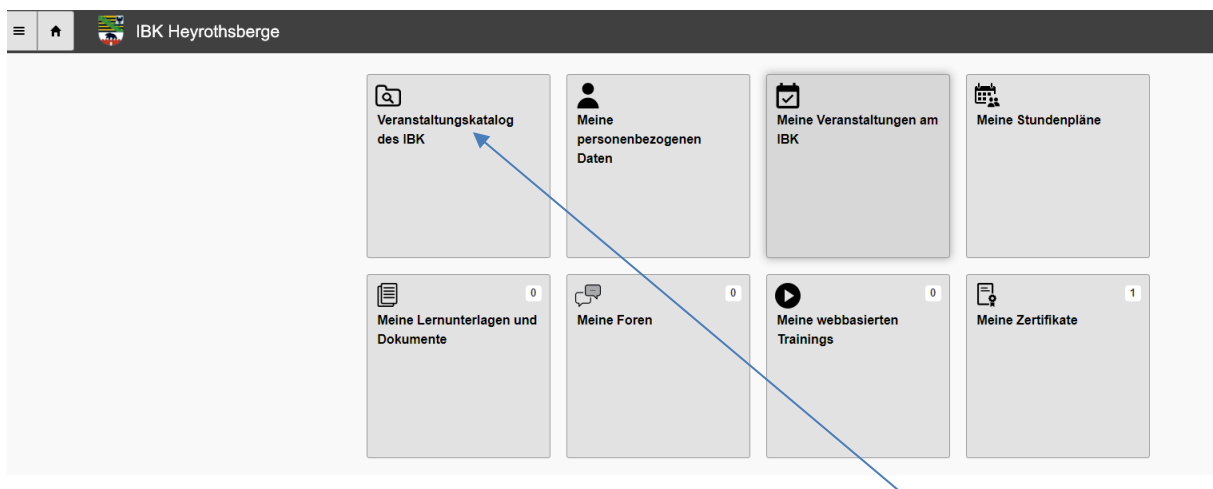 IBK Heyrothsberge
Veranstaltungskatalog
des IBK
Meine
personenbezogenen
Daten
Meine Veranstaltungen am
IBK
Meine Stundenpläne
0
Meine Lernunterlagen und
Dokumente
0
Meine Foren
0
Meine webbasierten
Trainings
1
Meine Zertifikate